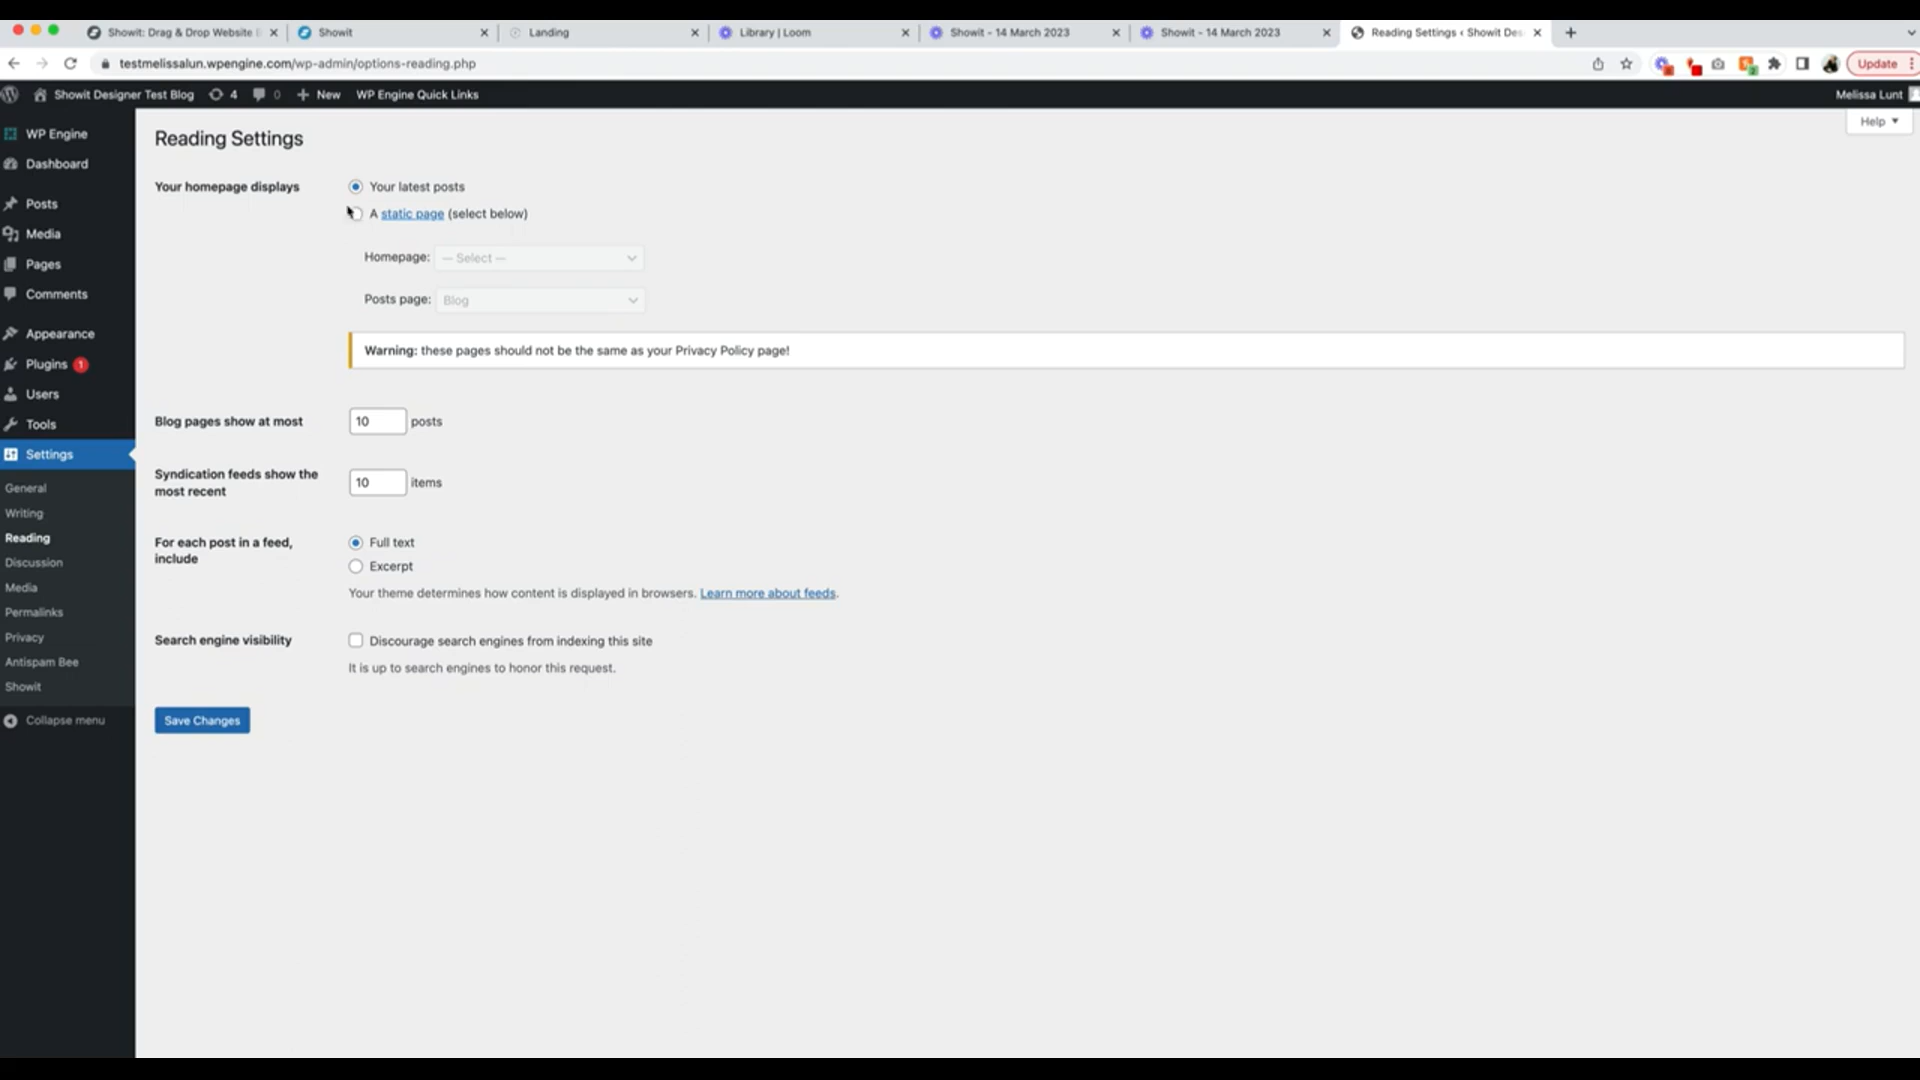 Showit: Drag & Drop Website
Showit
Landing
Library | Loom
Showit - 14 March 2023
Showit - 14 March 2023
Reading Settings ‹ Showit Des
testmelissalun.wpengine.com/wp-admin/options-reading.php
Update
Showit Designer Test Blog
4
0
New
WP Engine Quick Links
Melissa Lunt
WP Engine
Dashboard
Posts
Media
Pages
Comments
Appearance
Plugins 1
Users
Tools
Settings
General
Writing
Reading
Discussion
Media
Permalinks
Privacy
Antispam Bee
Showit
Collapse menu
Help
Reading Settings
Your homepage displays
Your latest posts
A static page (select below)
Homepage: — Select —
Posts page: Blog
Warning: these pages should not be the same as your Privacy Policy page!
Blog pages show at most
10 posts
Syndication feeds show the
most recent
10 items
For each post in a feed,
include
Full text
Excerpt
Your theme determines how content is displayed in browsers. Learn more about feeds.
Search engine visibility
Discourage search engines from indexing this site
It is up to search engines to honor this request.
Save Changes